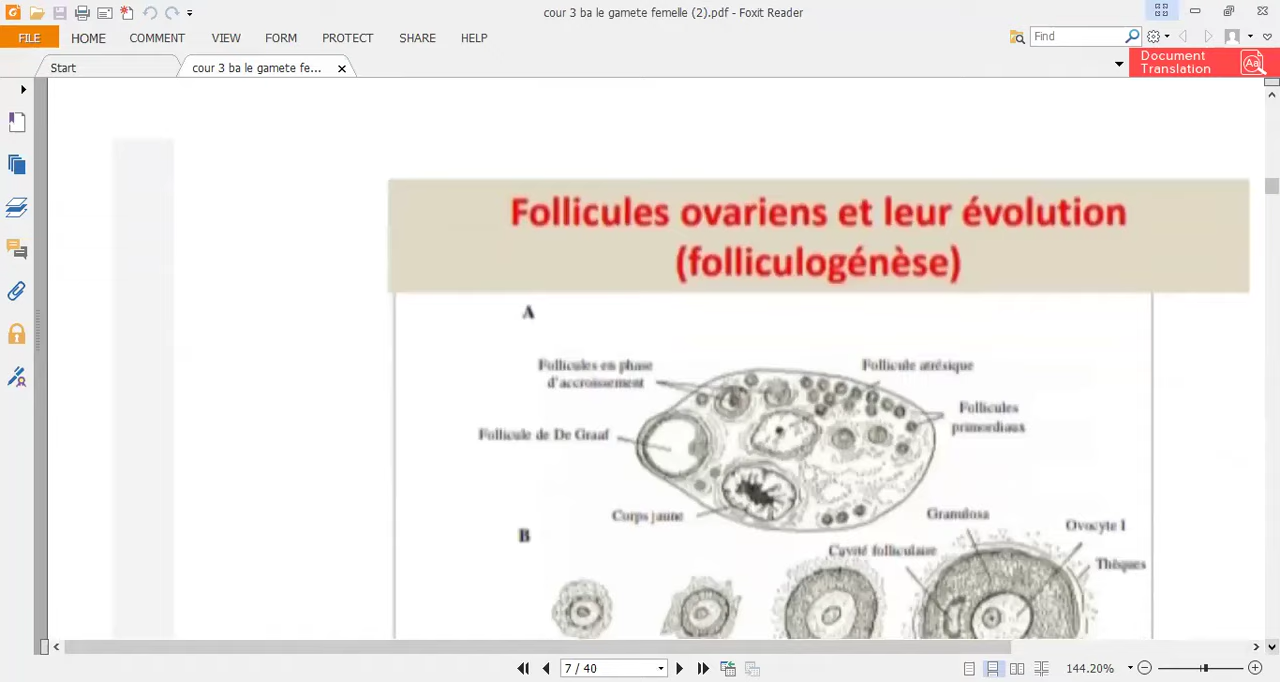 cour 3 ba le gamete femelle (2).pdf - Foxit Reader
FILE HOME COMMENT VIEW FORM PROTECT SHARE HELP
Find
Start
cour 3 ba le gamete fe...
Document
Translation
Follicules ovariens et leur évolution
(folliculogénèse)
A
Follicules en phase
d'accroissement
Follicule atrésique
Follicules
primordiaux
Follicule de De Graaf
Corps jaune
B
Granulosa
Ovocyte I
Cavité folliculaire
Thèques
7 / 40
144.20%